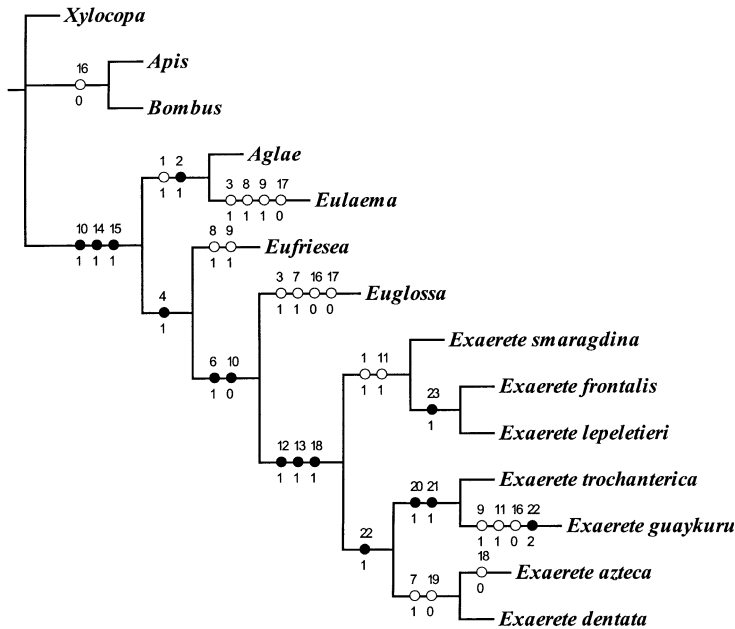 Xylocopa
16
Apis
0
Bombus
Aglae
1 2
1 1
3 8 9 17
Eulaema
1 1 1 0
10 14 15
1 1 1
8 9
Eufriesea
1 1
4
1
3 7 16 17
Euglossa
1 1 0 0
6 10
1 0
Exaerete smaragdina
1 11
1 1
Exaerete frontalis
23
1
Exaerete lepeletieri
12 13 18
1 1 1
Exaerete trochanterica
20 21
1 1
9 11 16 22
Exaerete guaykuru
1 1 0 2
22
1
18
Exaerete azteca
0
7 19
1 0
Exaerete dentata